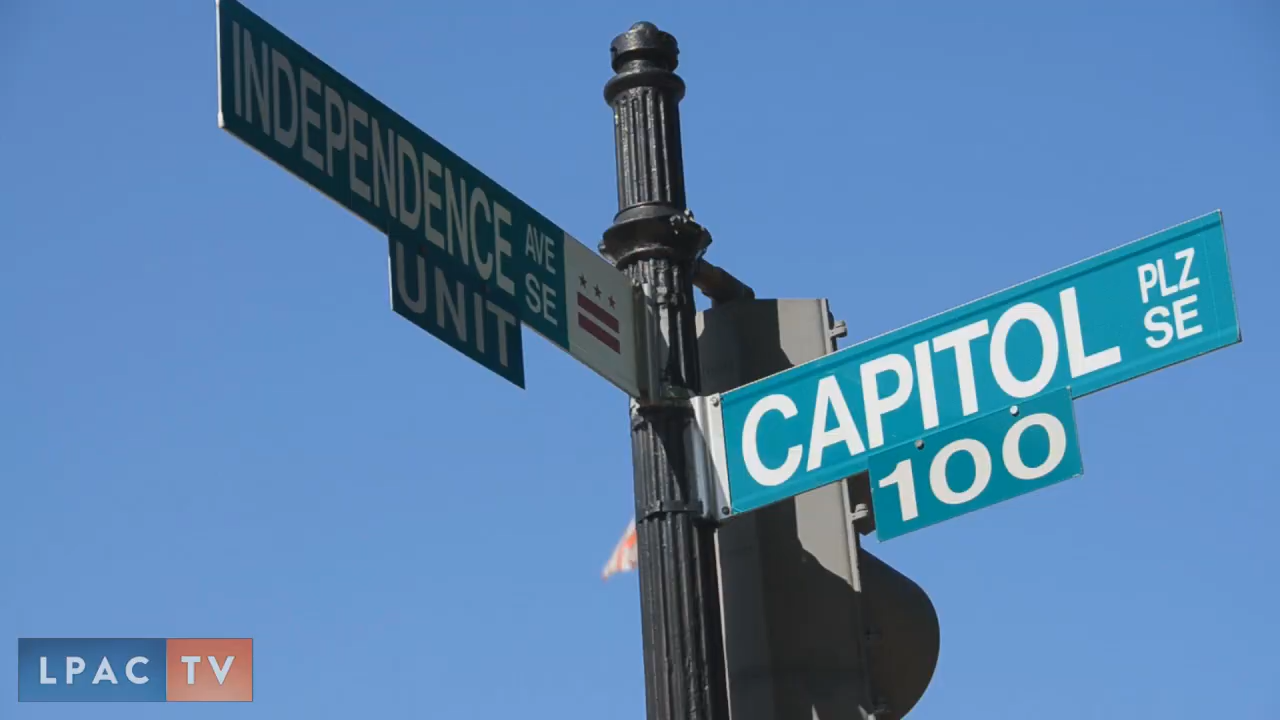 INDEPENDENCE AVE SE
UNIT
CAPITOL PLZ SE
100
LPAC TV